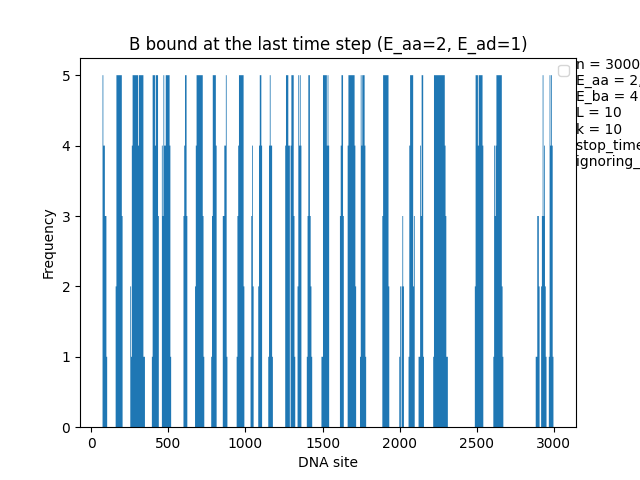 B bound at the last time step (E_aa=2, E_ad=1)
n = 3000
E_aa = 2,
E_ba = 4
L = 10
k = 10
stop_time
ignoring_
5
4
3
2
1
0
Frequency
0 500 1000 1500 2000 2500 3000
DNA site